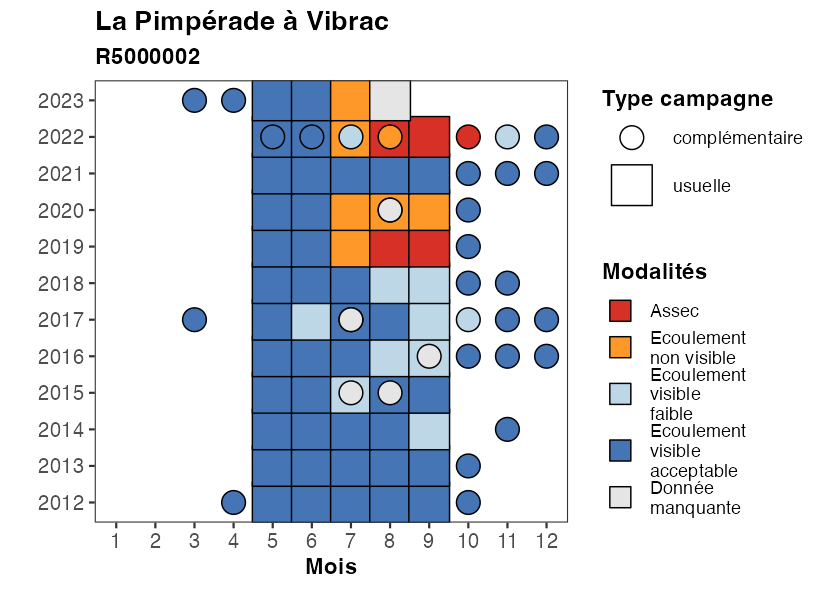 La Pimpérade à Vibrac
R5000002
2023
2022
2021
2020
2019
2018
2017
2016
2015
2014
2013
2012
1 2 3 4 5 6 7 8 9 10 11 12
Mois
Type campagne
complémentaire
usuelle
Modalités
Assec
Ecoulement
non visible
Ecoulement
visible
faible
Ecoulement
visible
acceptable
Donnée
manquante